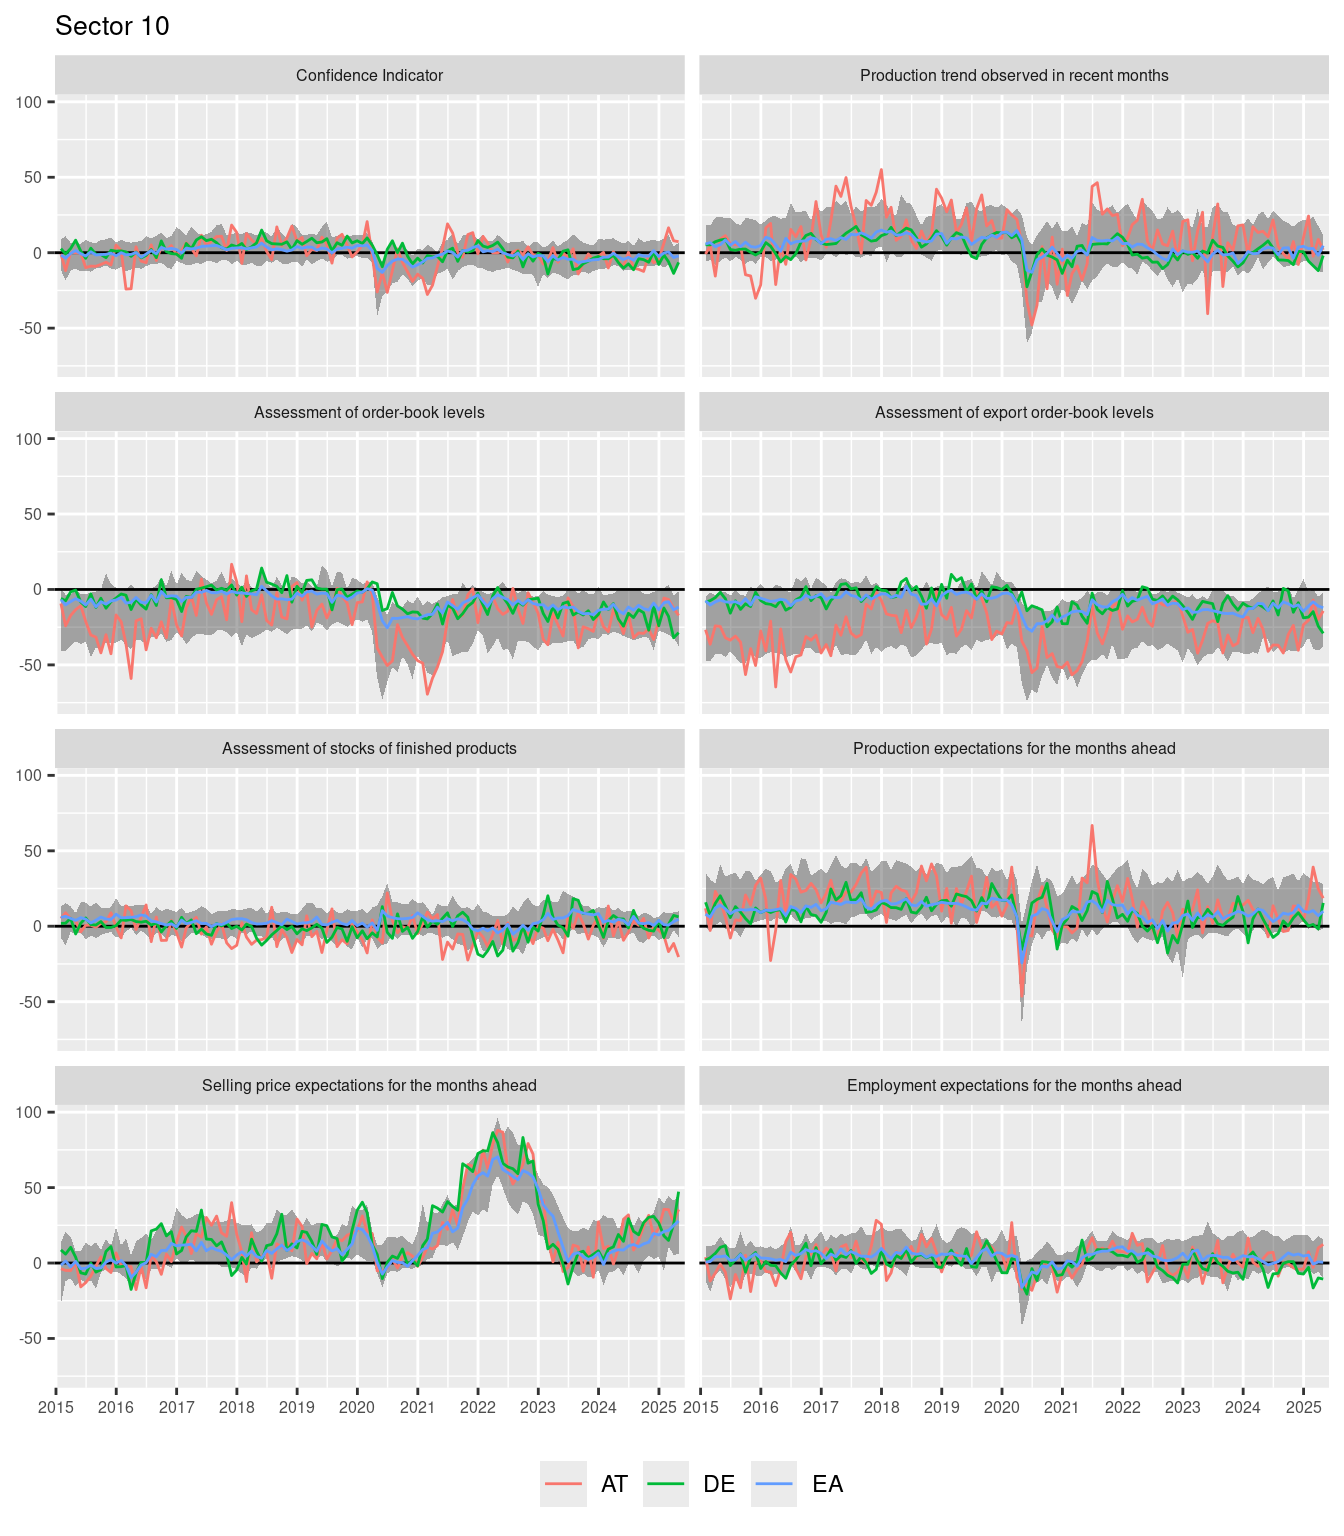 Sector 10
Confidence Indicator
Production trend observed in recent months
100
50
0
-50
Assessment of order-book levels
Assessment of export order-book levels
100
50
0
-50
Assessment of stocks of finished products
Production expectations for the months ahead
100
50
0
-50
Selling price expectations for the months ahead
Employment expectations for the months ahead
100
50
0
-50
2015 2016 2017 2018 2019 2020 2021 2022 2023 2024 2025 2015 2016 2017 2018 2019 2020 2021 2022 2023 2024 2025
AT DE EA